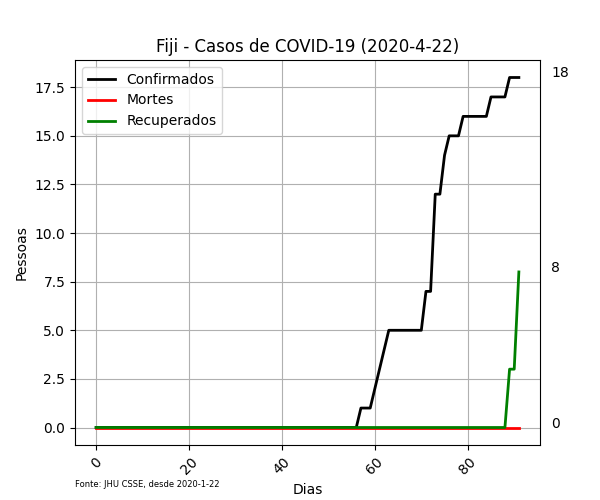 Fiji - Casos de COVID-19 (2020-4-22)
Confirmados
Mortes
Recuperados
Pessoas
17.5
15.0
12.5
10.0
7.5
5.0
2.5
0.0
18
8
0
0
20
40
60
80
Dias
Fonte: JHU CSSE, desde 2020-1-22